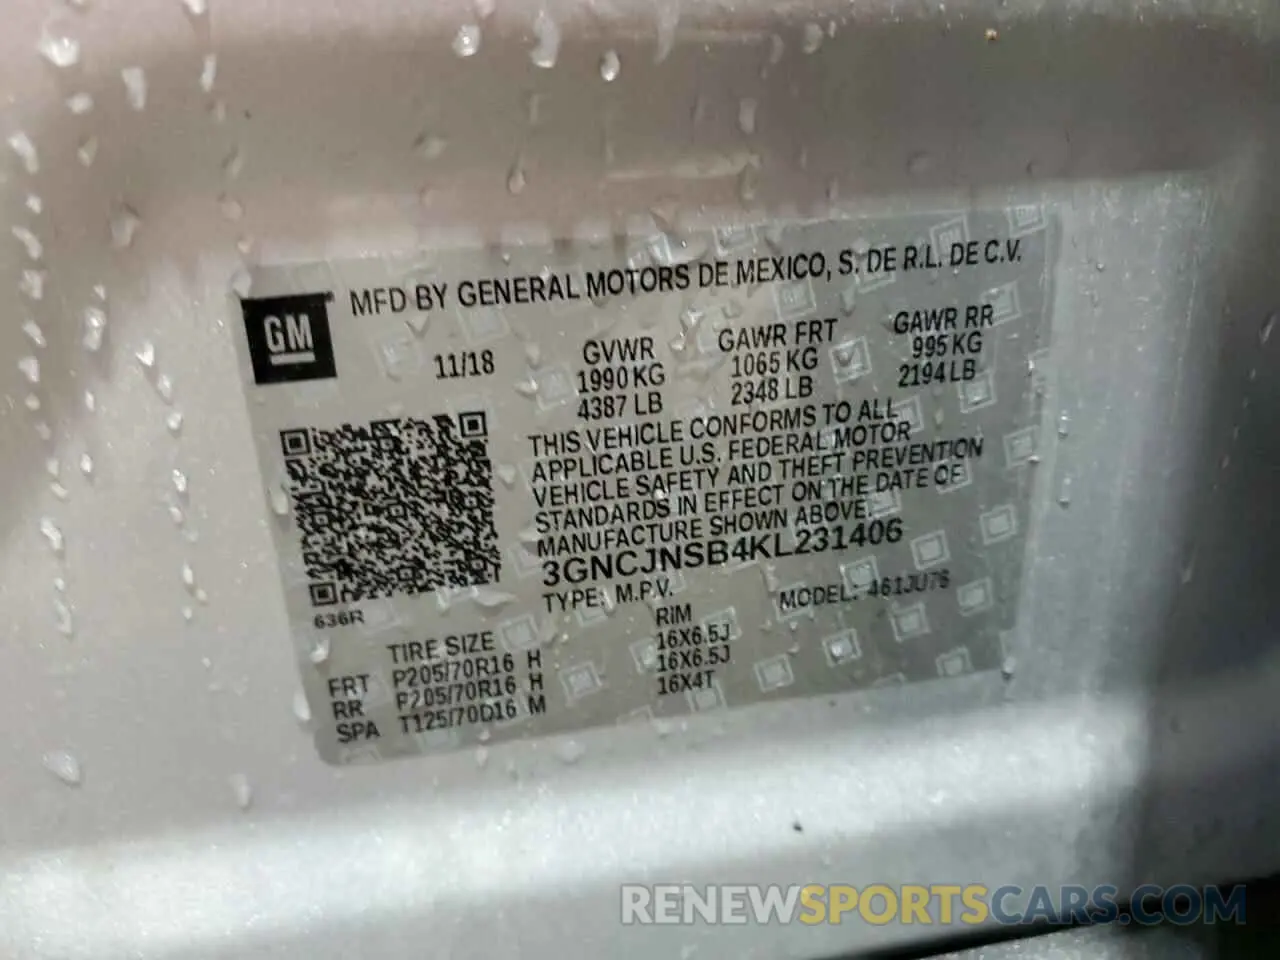 MFD BY GENERAL MOTORS DE MEXICO, S. DE R.L. DE C.V.
GM
11/18
GVWR GAWR FRT GAWR RR
1990 KG 1065 KG 995 KG
4387 LB 2348 LB 2194 LB
THIS VEHICLE CONFORMS TO ALL
APPLICABLE U.S. FEDERAL MOTOR
VEHICLE SAFETY AND THEFT PREVENTION
STANDARDS IN EFFECT ON THE DATE OF
MANUFACTURE SHOWN ABOVE.
3GNCJNSB4KL231406
TYPE: M.P.V. MODEL: 461JU76
636R
TIRE SIZE RIM
FRT P205/70R16 H 16X6.5J
RR P205/70R16 H 16X6.5J
SPA T125/70D16 M 16X4T
RENEWSPORTSCARS.COM